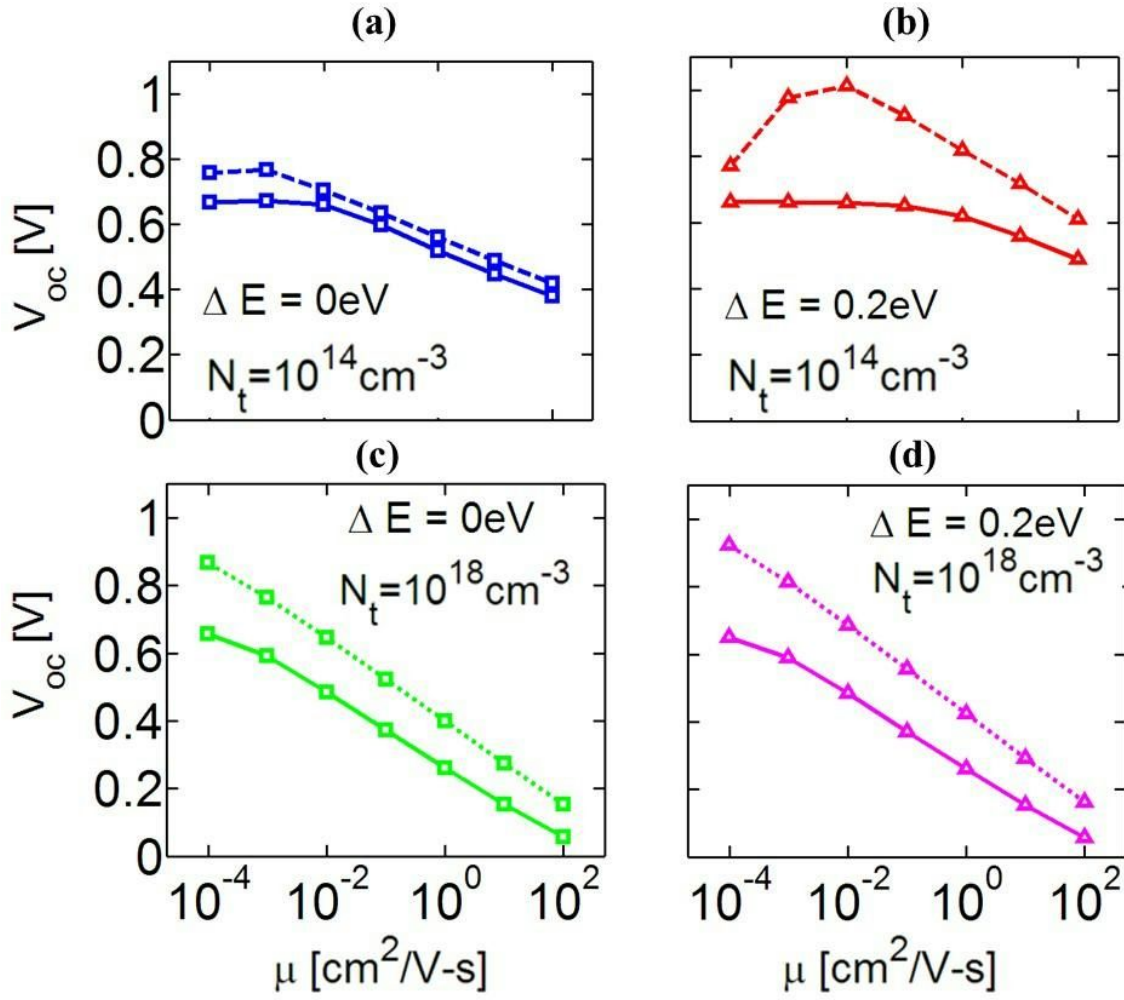 (a)
(b)
1
0.8
0.6
0.4
0.2
0
V_oc [V]
Δ E = 0eV
N_t=10^14cm^-3
Δ E = 0.2eV
N_t=10^14cm^-3
(c)
(d)
1
0.8
0.6
0.4
0.2
0
V_oc [V]
Δ E = 0eV
N_t=10^18cm^-3
Δ E = 0.2eV
N_t=10^18cm^-3
10^-4 10^-2 10^0 10^2
10^-4 10^-2 10^0 10^2
μ [cm^2/V-s]
μ [cm^2/V-s]